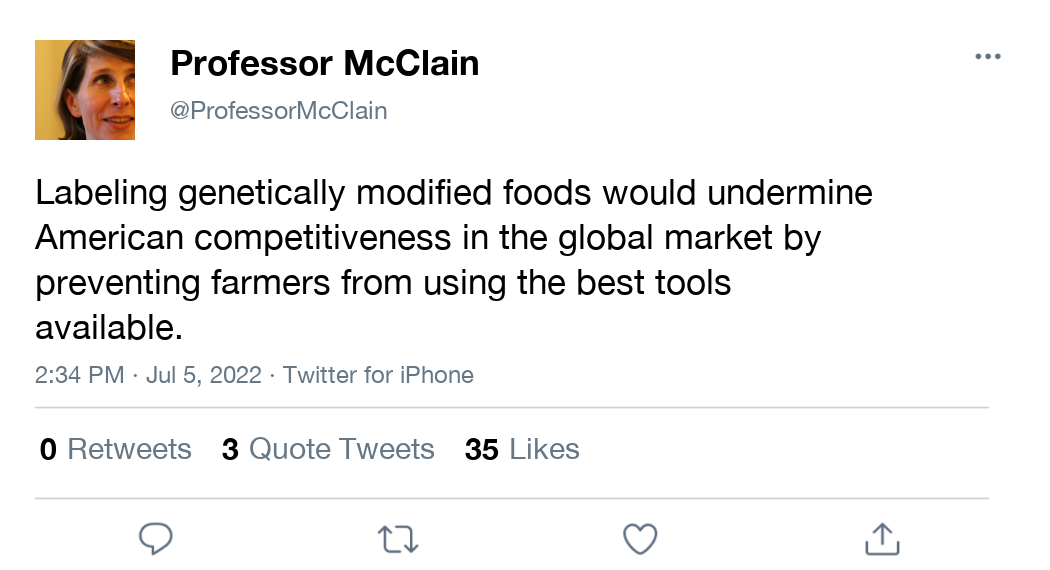 Professor McClain
@ProfessorMcClain
Labeling genetically modified foods would undermine
American competitiveness in the global market by
preventing farmers from using the best tools
available.
2:34 PM · Jul 5, 2022 · Twitter for iPhone
0 Retweets 3 Quote Tweets 35 Likes